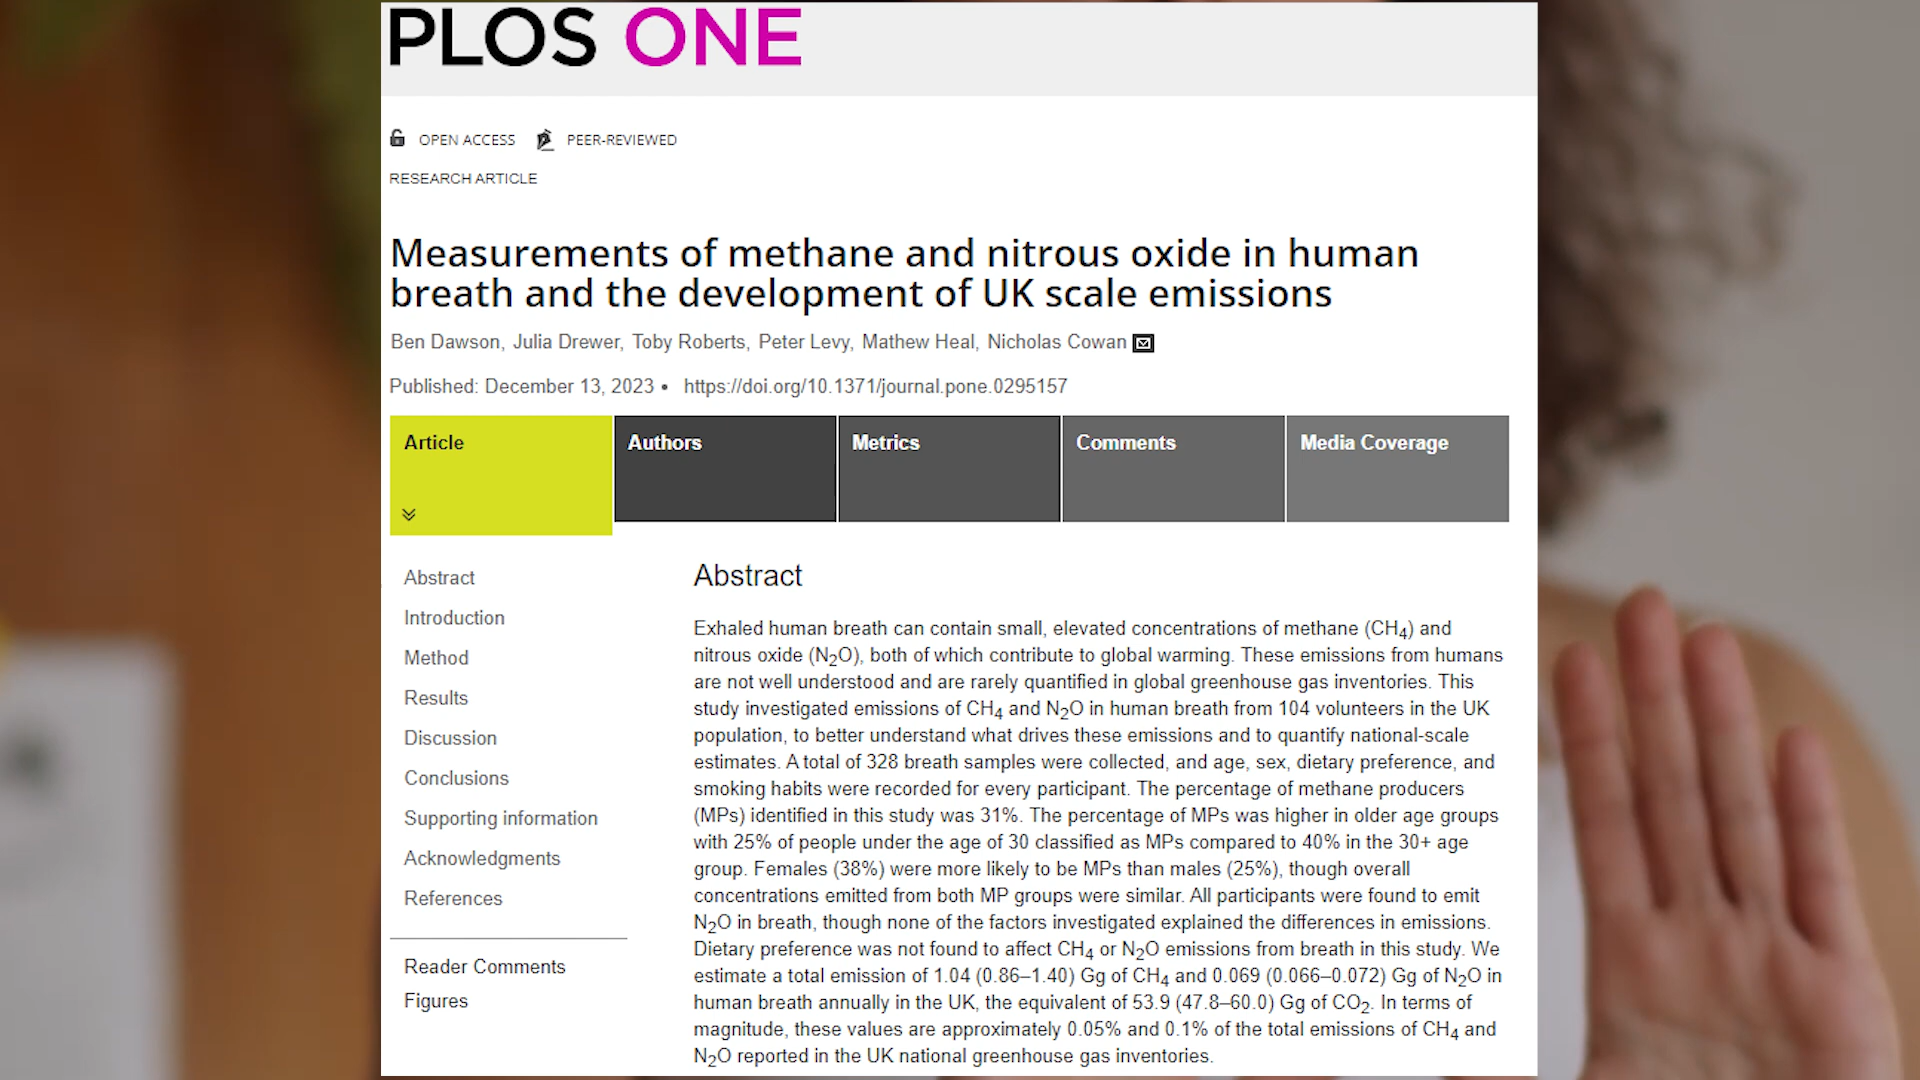 PLOS ONE
OPEN ACCESS PEER-REVIEWED
RESEARCH ARTICLE
Measurements of methane and nitrous oxide in human
breath and the development of UK scale emissions
Ben Dawson, Julia Drewer, Toby Roberts, Peter Levy, Mathew Heal, Nicholas Cowan
Published: December 13, 2023 • https://doi.org/10.1371/journal.pone.0295157
Article
Authors
Metrics
Comments
Media Coverage
Abstract
Introduction
Method
Results
Discussion
Conclusions
Supporting information
Acknowledgments
References
Reader Comments
Figures
Abstract
Exhaled human breath can contain small, elevated concentrations of methane (CH4) and
nitrous oxide (N2O), both of which contribute to global warming. These emissions from humans
are not well understood and are rarely quantified in global greenhouse gas inventories. This
study investigated emissions of CH4 and N2O in human breath from 104 volunteers in the UK
population, to better understand what drives these emissions and to quantify national-scale
estimates. A total of 328 breath samples were collected, and age, sex, dietary preference, and
smoking habits were recorded for every participant. The percentage of methane producers
(MPs) identified in this study was 31%. The percentage of MPs was higher in older age groups
with 25% of people under the age of 30 classified as MPs compared to 40% in the 30+ age
group. Females (38%) were more likely to be MPs than males (25%), though overall
concentrations emitted from both MP groups were similar. All participants were found to emit
N2O in breath, though none of the factors investigated explained the differences in emissions.
Dietary preference was not found to affect CH4 or N2O emissions from breath in this study. We
estimate a total emission of 1.04 (0.86–1.40) Gg of CH4 and 0.069 (0.066–0.072) Gg of N2O in
human breath annually in the UK, the equivalent of 53.9 (47.8–60.0) Gg of CO2. In terms of
magnitude, these values are approximately 0.05% and 0.1% of the total emissions of CH4 and
N2O reported in the UK national greenhouse gas inventories.